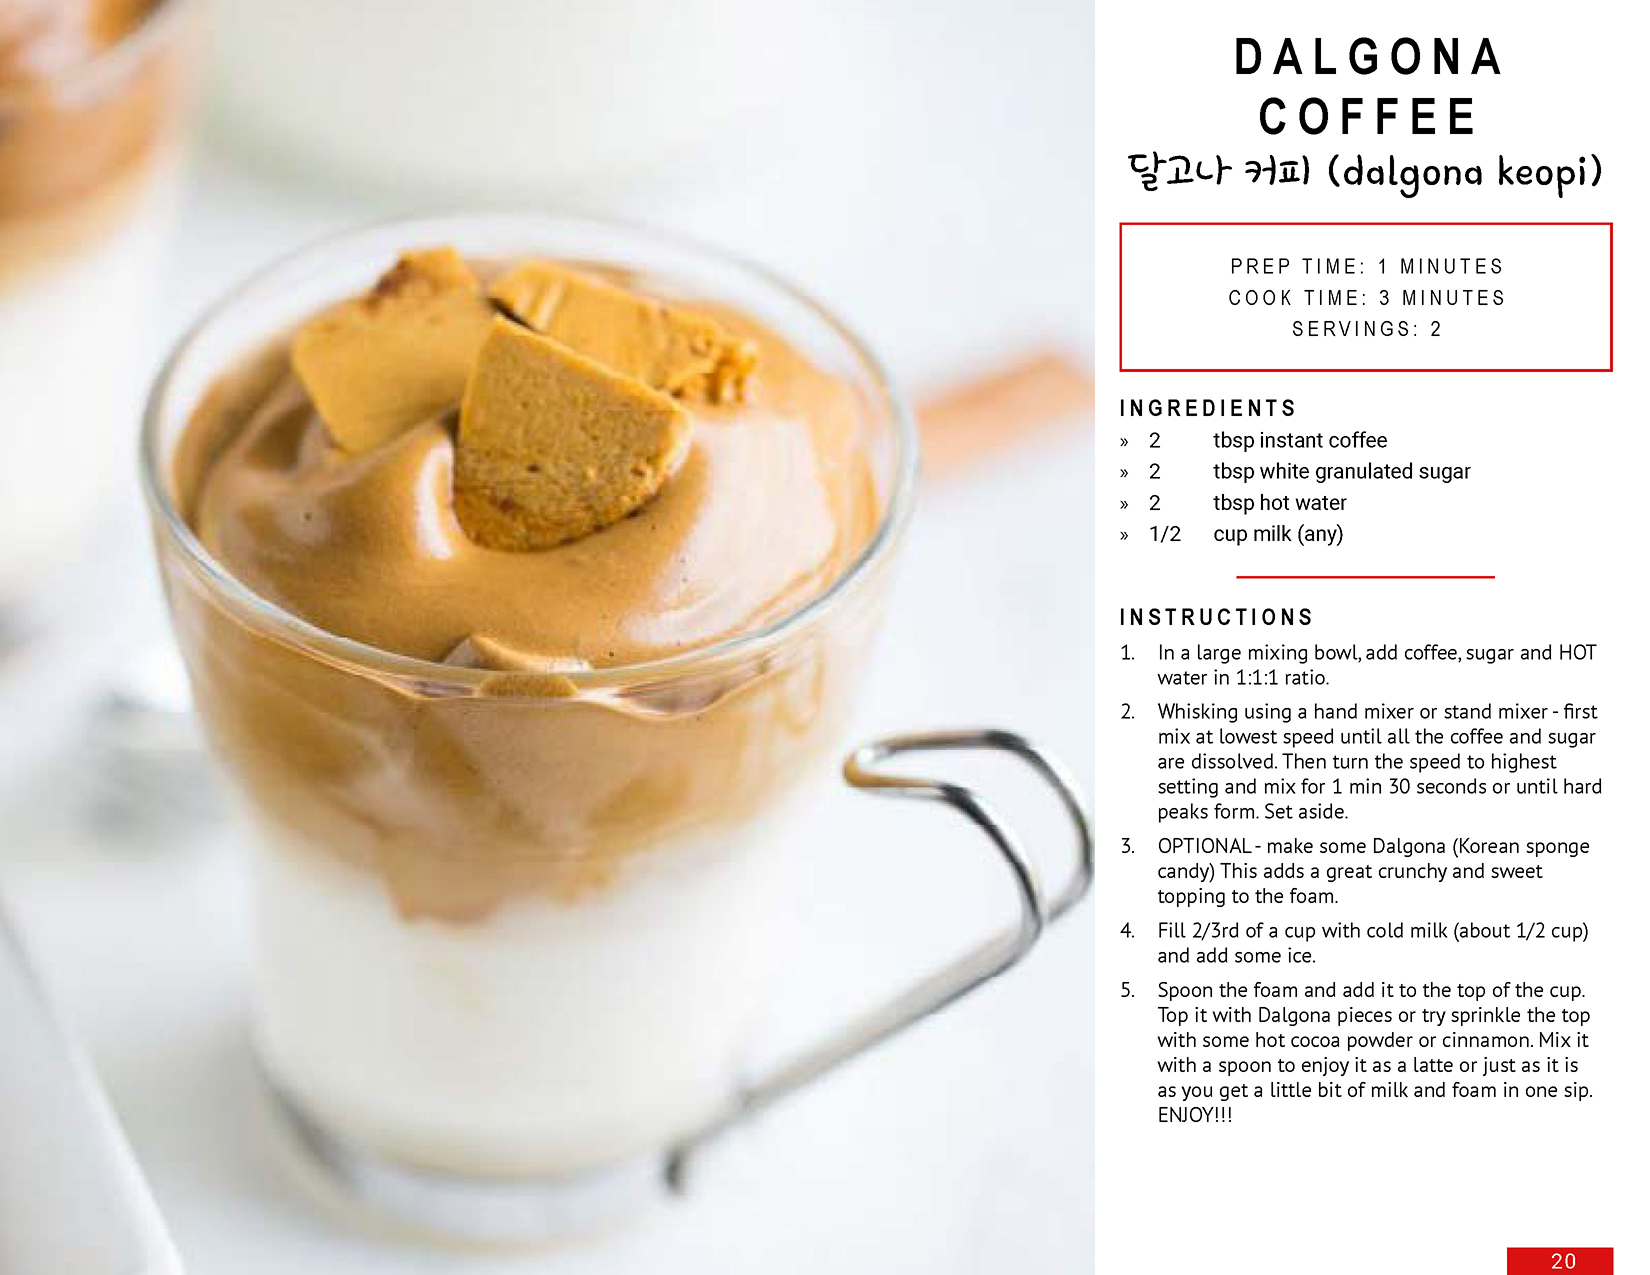 DALGONA
COFFEE
달고나 커피 (dalgona keopi)
PREP TIME: 1 MINUTES
COOK TIME: 3 MINUTES
SERVINGS: 2
INGREDIENTS
» 2 tbsp instant coffee
» 2 tbsp white granulated sugar
» 2 tbsp hot water
» 1/2 cup milk (any)
INSTRUCTIONS
1. In a large mixing bowl, add coffee, sugar and HOT
water in 1:1:1 ratio.
2. Whisking using a hand mixer or stand mixer - first
mix at lowest speed until all the coffee and sugar
are dissolved. Then turn the speed to highest
setting and mix for 1 min 30 seconds or until hard
peaks form. Set aside.
3. OPTIONAL - make some Dalgona (Korean sponge
candy) This adds a great crunchy and sweet
topping to the foam.
4. Fill 2/3rd of a cup with cold milk (about 1/2 cup)
and add some ice.
5. Spoon the foam and add it to the top of the cup.
Top it with Dalgona pieces or try sprinkle the top
with some hot cocoa powder or cinnamon. Mix it
with a spoon to enjoy it as a latte or just as it is
as you get a little bit of milk and foam in one sip.
ENJOY!!!
20